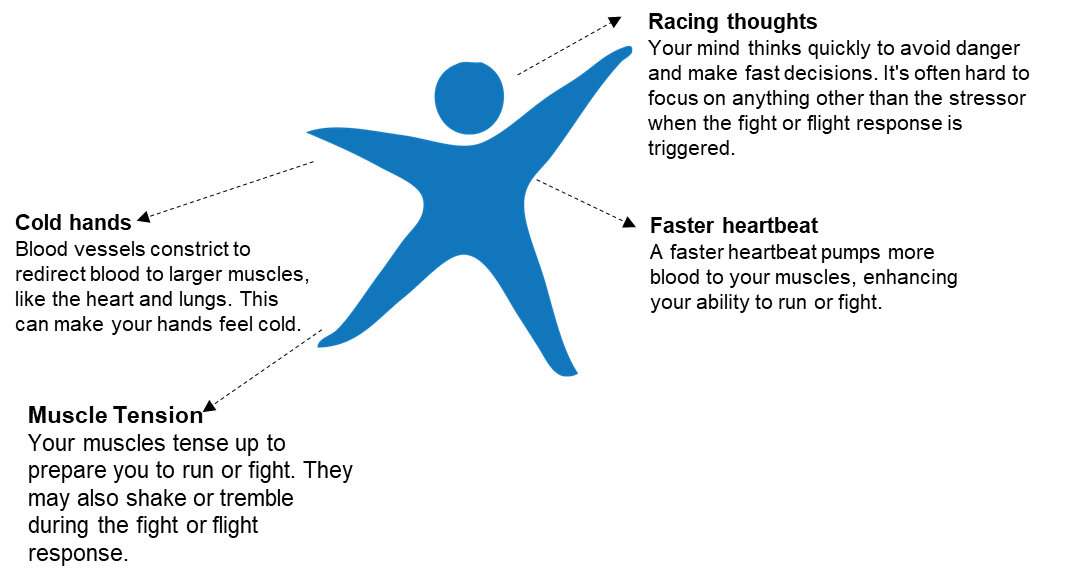 Racing thoughts
Your mind thinks quickly to avoid danger
and make fast decisions. It's often hard to
focus on anything other than the stressor
when the fight or flight response is
triggered.
Cold hands
Blood vessels constrict to
redirect blood to larger muscles,
like the heart and lungs. This
can make your hands feel cold.
Faster heartbeat
A faster heartbeat pumps more
blood to your muscles, enhancing
your ability to run or fight.
Muscle Tension
Your muscles tense up to
prepare you to run or fight. They
may also shake or tremble
during the fight or flight
response.